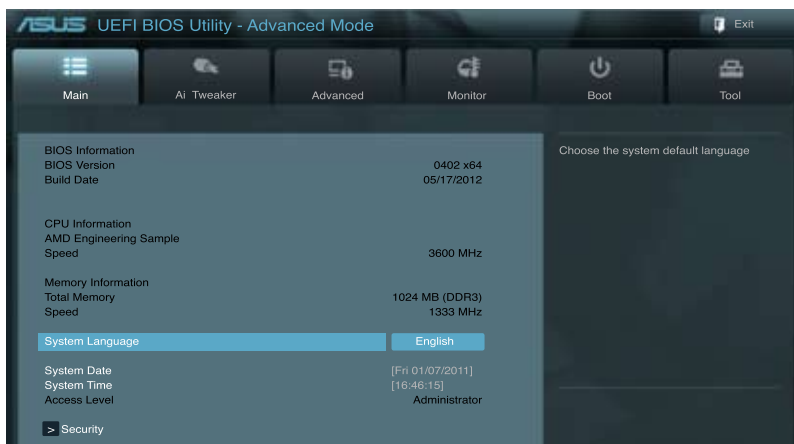 ASUS UEFI BIOS Utility - Advanced Mode
Exit
Main Ai Tweaker Advanced Monitor Boot Tool
BIOS Information
BIOS Version 0402 x64
Build Date 05/17/2012
Choose the system default language
CPU Information
AMD Engineering Sample
Speed 3600 MHz
Memory Information
Total Memory 1024 MB (DDR3)
Speed 1333 MHz
System Language English
System Date [Fri 01/07/2011]
System Time [16:46:15]
Access Level Administrator
> Security